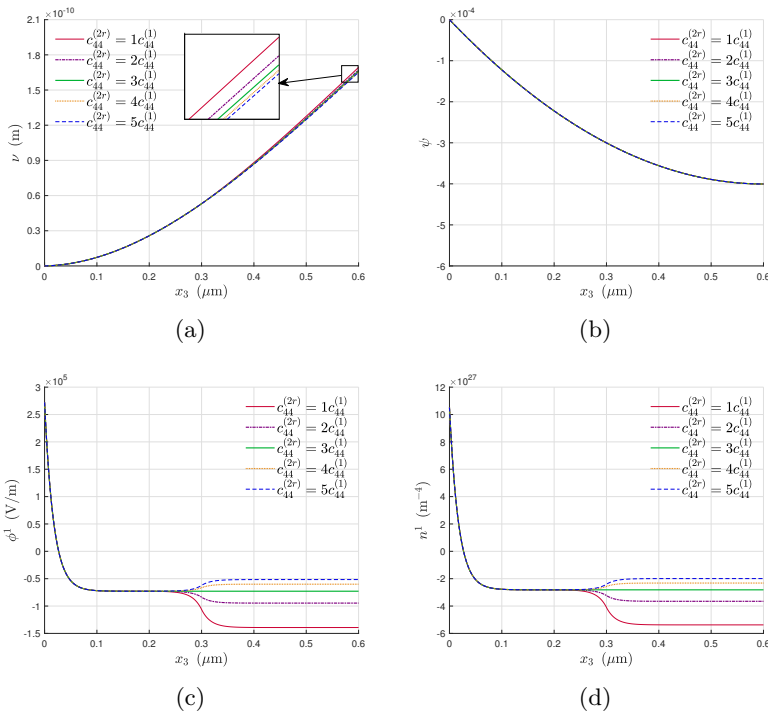 ×10⁻¹⁰
2.1
1.8
1.5
1.2
0.9
0.6
0.3
0
ν (m)
c₄₄⁽²ʳ⁾ = 1c₄₄⁽¹⁾
c₄₄⁽²ʳ⁾ = 2c₄₄⁽¹⁾
c₄₄⁽²ʳ⁾ = 3c₄₄⁽¹⁾
c₄₄⁽²ʳ⁾ = 4c₄₄⁽¹⁾
c₄₄⁽²ʳ⁾ = 5c₄₄⁽¹⁾
0 0.1 0.2 0.3 0.4 0.5 0.6
x₃ (μm)
(a)
×10⁻⁴
0
-1
-2
-3
-4
-5
-6
ψ
c₄₄⁽²ʳ⁾ = 1c₄₄⁽¹⁾
c₄₄⁽²ʳ⁾ = 2c₄₄⁽¹⁾
c₄₄⁽²ʳ⁾ = 3c₄₄⁽¹⁾
c₄₄⁽²ʳ⁾ = 4c₄₄⁽¹⁾
c₄₄⁽²ʳ⁾ = 5c₄₄⁽¹⁾
0 0.1 0.2 0.3 0.4 0.5 0.6
x₃ (μm)
(b)
×10⁵
3
2.5
2
1.5
1
0.5
0
-0.5
-1
-1.5
ϕ¹ (V/m)
c₄₄⁽²ʳ⁾ = 1c₄₄⁽¹⁾
c₄₄⁽²ʳ⁾ = 2c₄₄⁽¹⁾
c₄₄⁽²ʳ⁾ = 3c₄₄⁽¹⁾
c₄₄⁽²ʳ⁾ = 4c₄₄⁽¹⁾
c₄₄⁽²ʳ⁾ = 5c₄₄⁽¹⁾
0 0.1 0.2 0.3 0.4 0.5 0.6
x₃ (μm)
(c)
×10²⁷
12
10
8
6
4
2
0
-2
-4
-6
n¹ (m⁻⁴)
c₄₄⁽²ʳ⁾ = 1c₄₄⁽¹⁾
c₄₄⁽²ʳ⁾ = 2c₄₄⁽¹⁾
c₄₄⁽²ʳ⁾ = 3c₄₄⁽¹⁾
c₄₄⁽²ʳ⁾ = 4c₄₄⁽¹⁾
c₄₄⁽²ʳ⁾ = 5c₄₄⁽¹⁾
0 0.1 0.2 0.3 0.4 0.5 0.6
x₃ (μm)
(d)